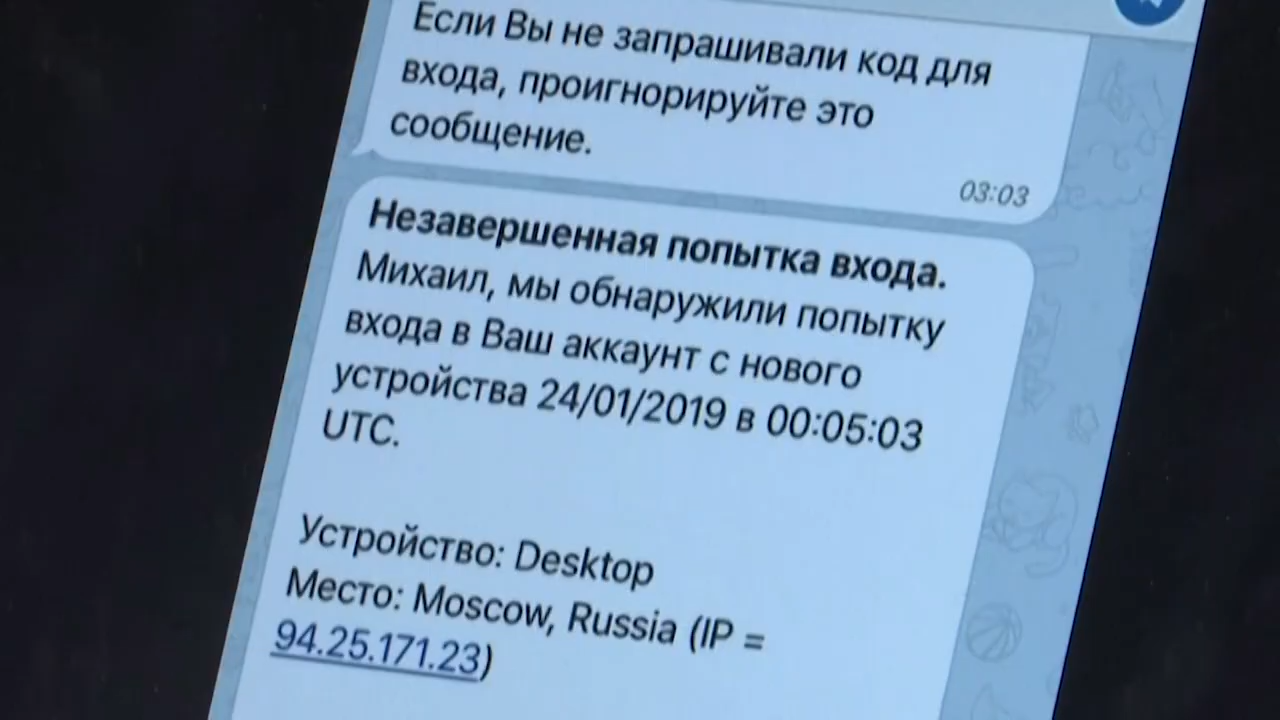 Если Вы не запрашивали код для
входа, проигнорируйте это
сообщение.
03:03
Незавершенная попытка входа.
Михаил, мы обнаружили попытку
входа в Ваш аккаунт с нового
устройства 24/01/2019 в 00:05:03
UTC.
Устройство: Desktop
Место: Moscow, Russia (IP =
94.25.171.23)